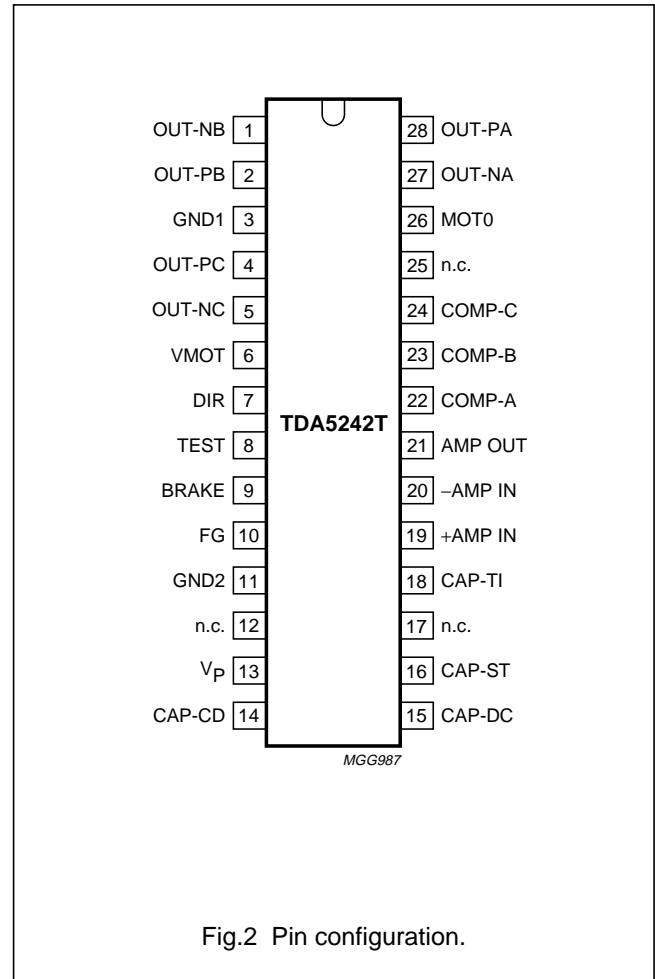 OUT-NB 1
OUT-PB 2
GND1 3
OUT-PC 4
OUT-NC 5
VMOT 6
DIR 7
TEST 8
BRAKE 9
FG 10
GND2 11
n.c. 12
VP 13
CAP-CD 14
TDA5242T
28 OUT-PA
27 OUT-NA
26 MOT0
25 n.c.
24 COMP-C
23 COMP-B
22 COMP-A
21 AMP OUT
20 −AMP IN
19 +AMP IN
18 CAP-TI
17 n.c.
16 CAP-ST
15 CAP-DC
MGG987
Fig.2 Pin configuration.